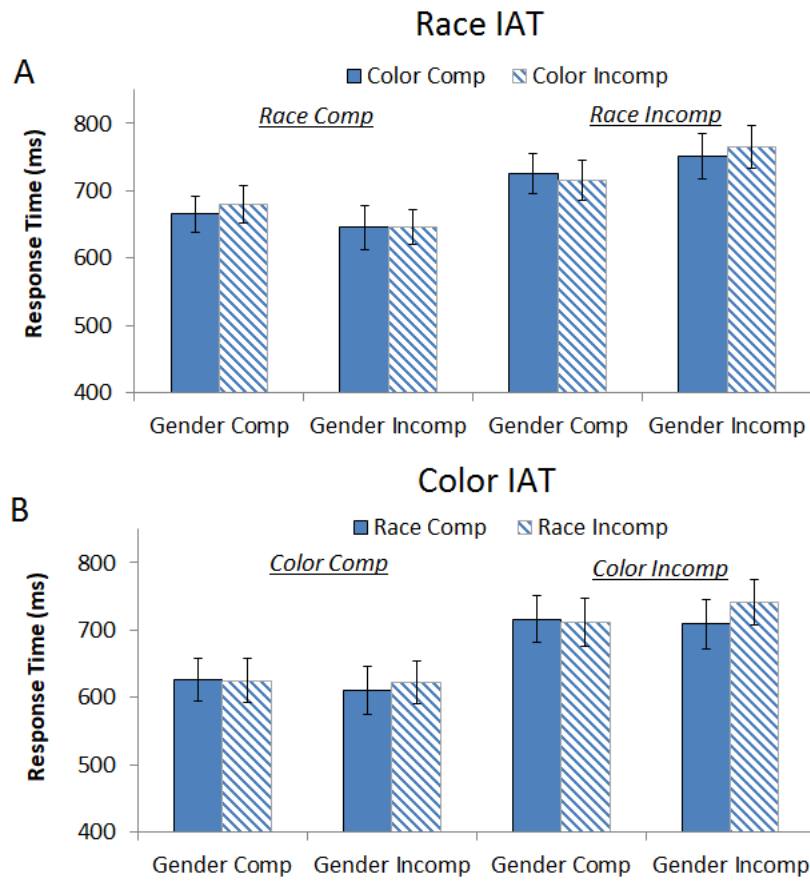 Race IAT
A
Color Comp Color Incomp
Race Comp Race Incomp
Response Time (ms)
800
700
600
500
400
Gender Comp Gender Incomp Gender Comp Gender Incomp
Color IAT
B
Race Comp Race Incomp
Color Comp Color Incomp
Response Time (ms)
800
700
600
500
400
Gender Comp Gender Incomp Gender Comp Gender Incomp